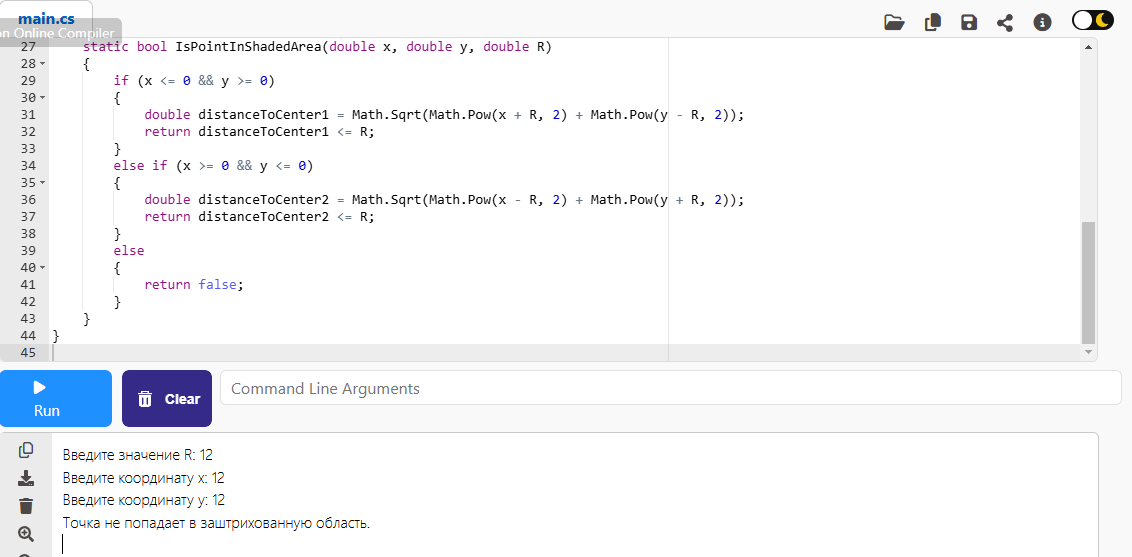 main.cs
on Online Compiler
27 static bool IsPointInShadedArea(double x, double y, double R)
28 {
29 if (x <= 0 && y >= 0)
30 {
31 double distanceToCenter1 = Math.Sqrt(Math.Pow(x + R, 2) + Math.Pow(y - R, 2));
32 return distanceToCenter1 <= R;
33 }
34 else if (x >= 0 && y <= 0)
35 {
36 double distanceToCenter2 = Math.Sqrt(Math.Pow(x - R, 2) + Math.Pow(y + R, 2));
37 return distanceToCenter2 <= R;
38 }
39 else
40 {
41 return false;
42 }
43 }
44 }
45
Run
Clear
Command Line Arguments
Введите значение R: 12
Введите координату x: 12
Введите координату y: 12
Точка не попадает в заштрихованную область.